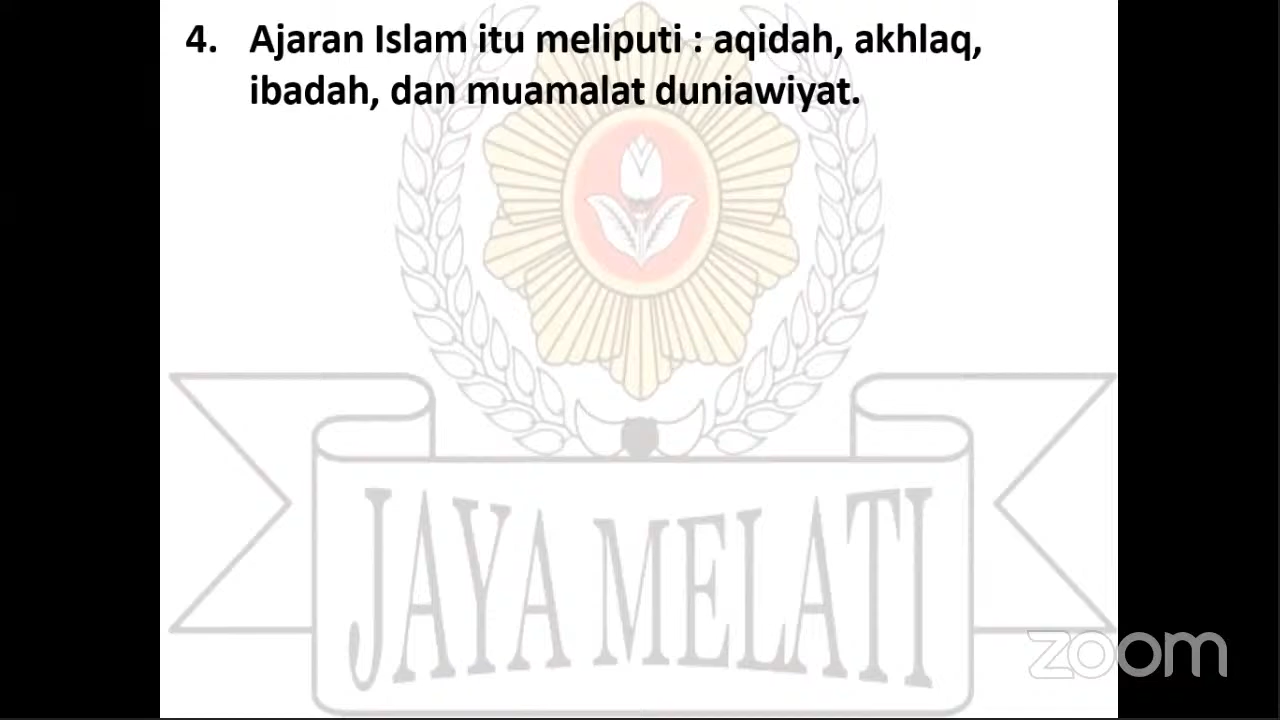 4. Ajaran Islam itu meliputi : aqidah, akhlaq,
ibadah, dan muamalat duniawiyat.
JAYA MELATI
zoom